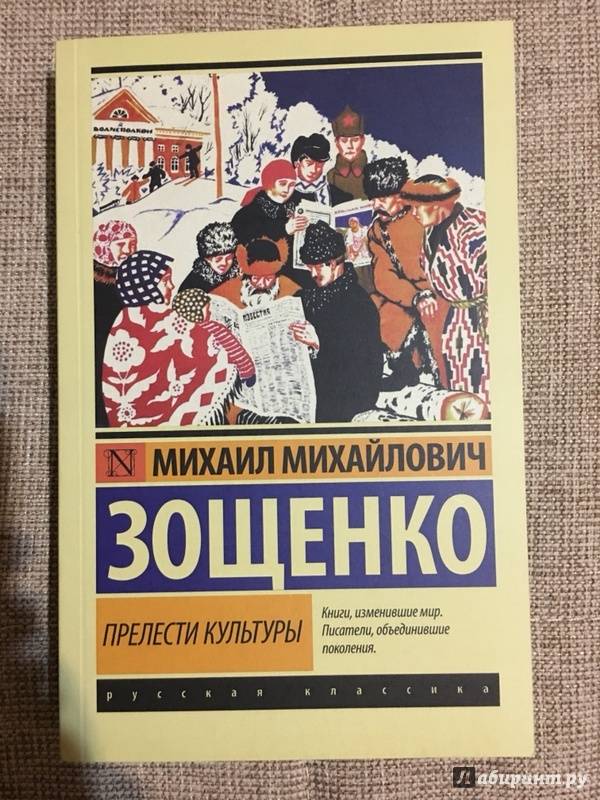 ВОЛИСПОЛКОМ
ИЗВЕСТИЯ
N
МИХАИЛ МИХАЙЛОВИЧ
ЗОЩЕНКО
ПРЕЛЕСТИ КУЛЬТУРЫ
Книги, изменившие мир.
Писатели, объединившие
поколения.
русская классика
Лабиринт.ру